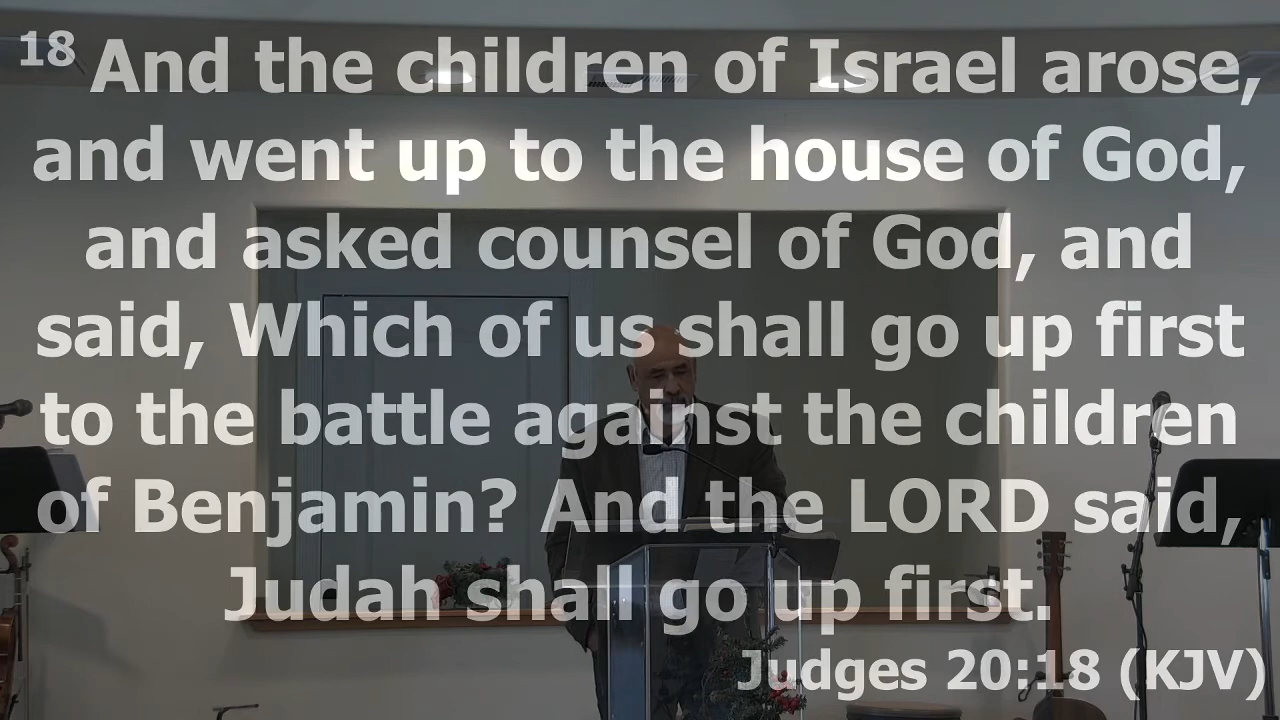 18 And the children of Israel arose,
and went up to the house of God,
and asked counsel of God, and
said, Which of us shall go up first
to the battle against the children
of Benjamin? And the LORD said,
Judah shall go up first.
Judges 20:18 (KJV)